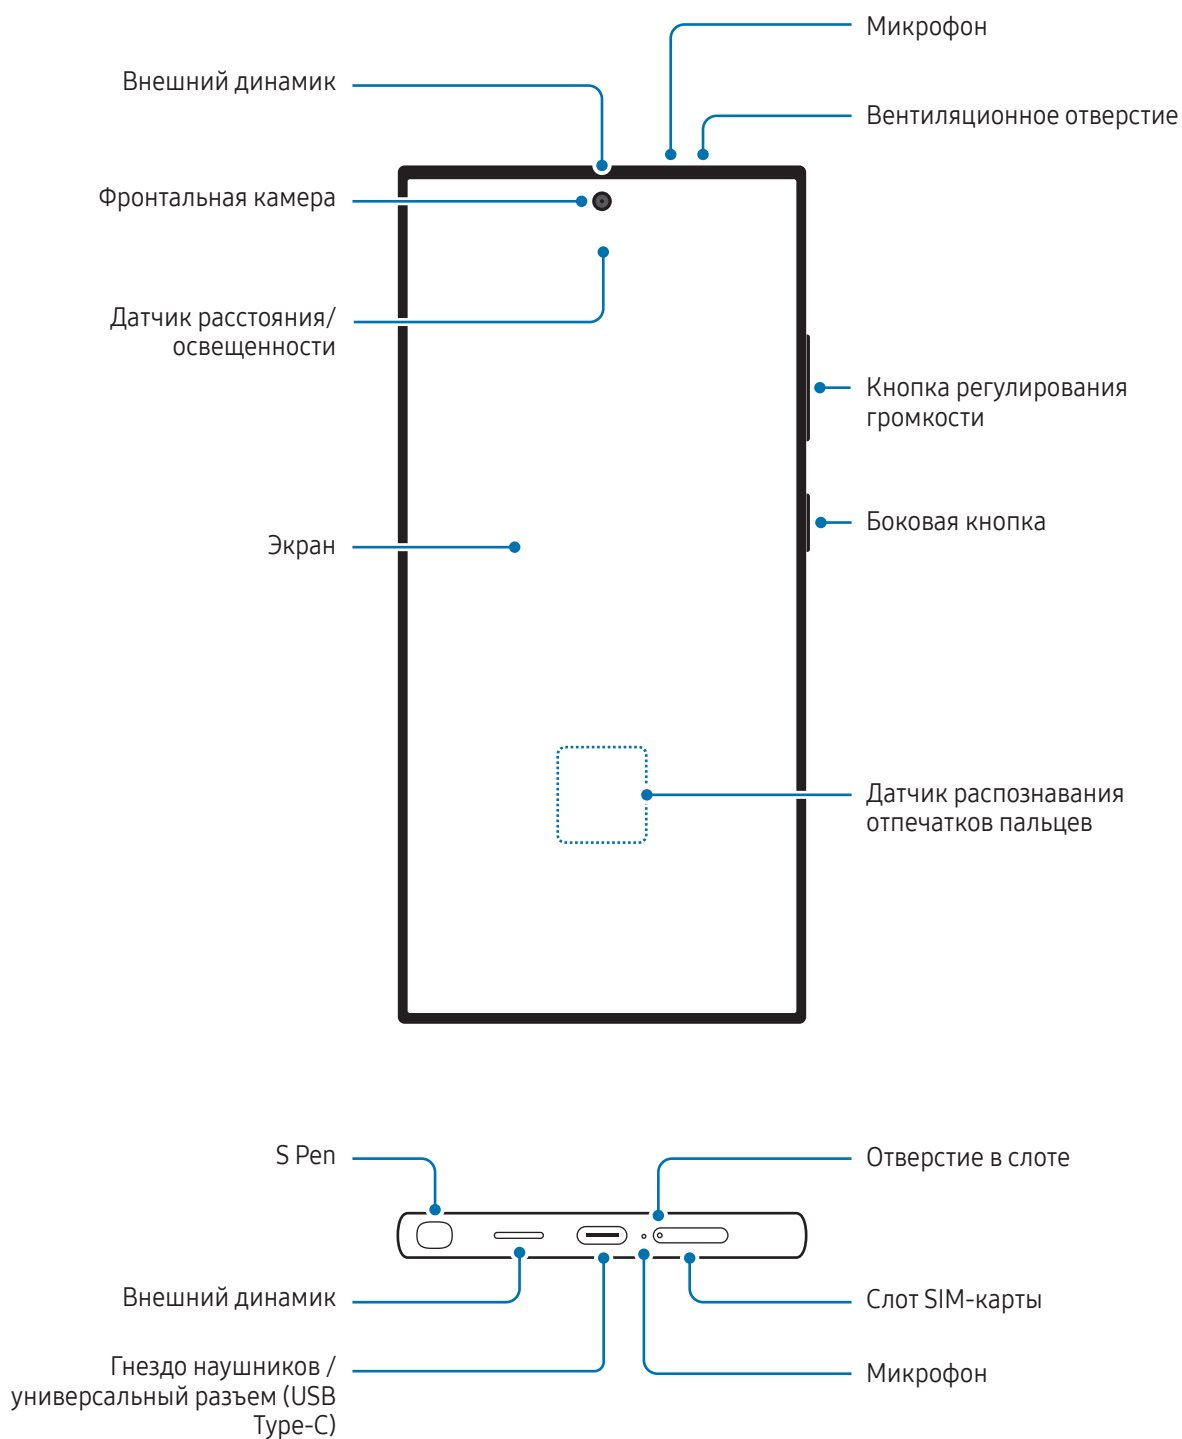 Микрофон
Внешний динамик
Вентиляционное отверстие
Фронтальная камера
Датчик расстояния/
освещенности
Кнопка регулирования
громкости
Боковая кнопка
Экран
Датчик распознавания
отпечатков пальцев
S Pen
Отверстие в слоте
Внешний динамик
Слот SIM-карты
Гнездо наушников /
универсальный разъем (USB
Type-C)
Микрофон